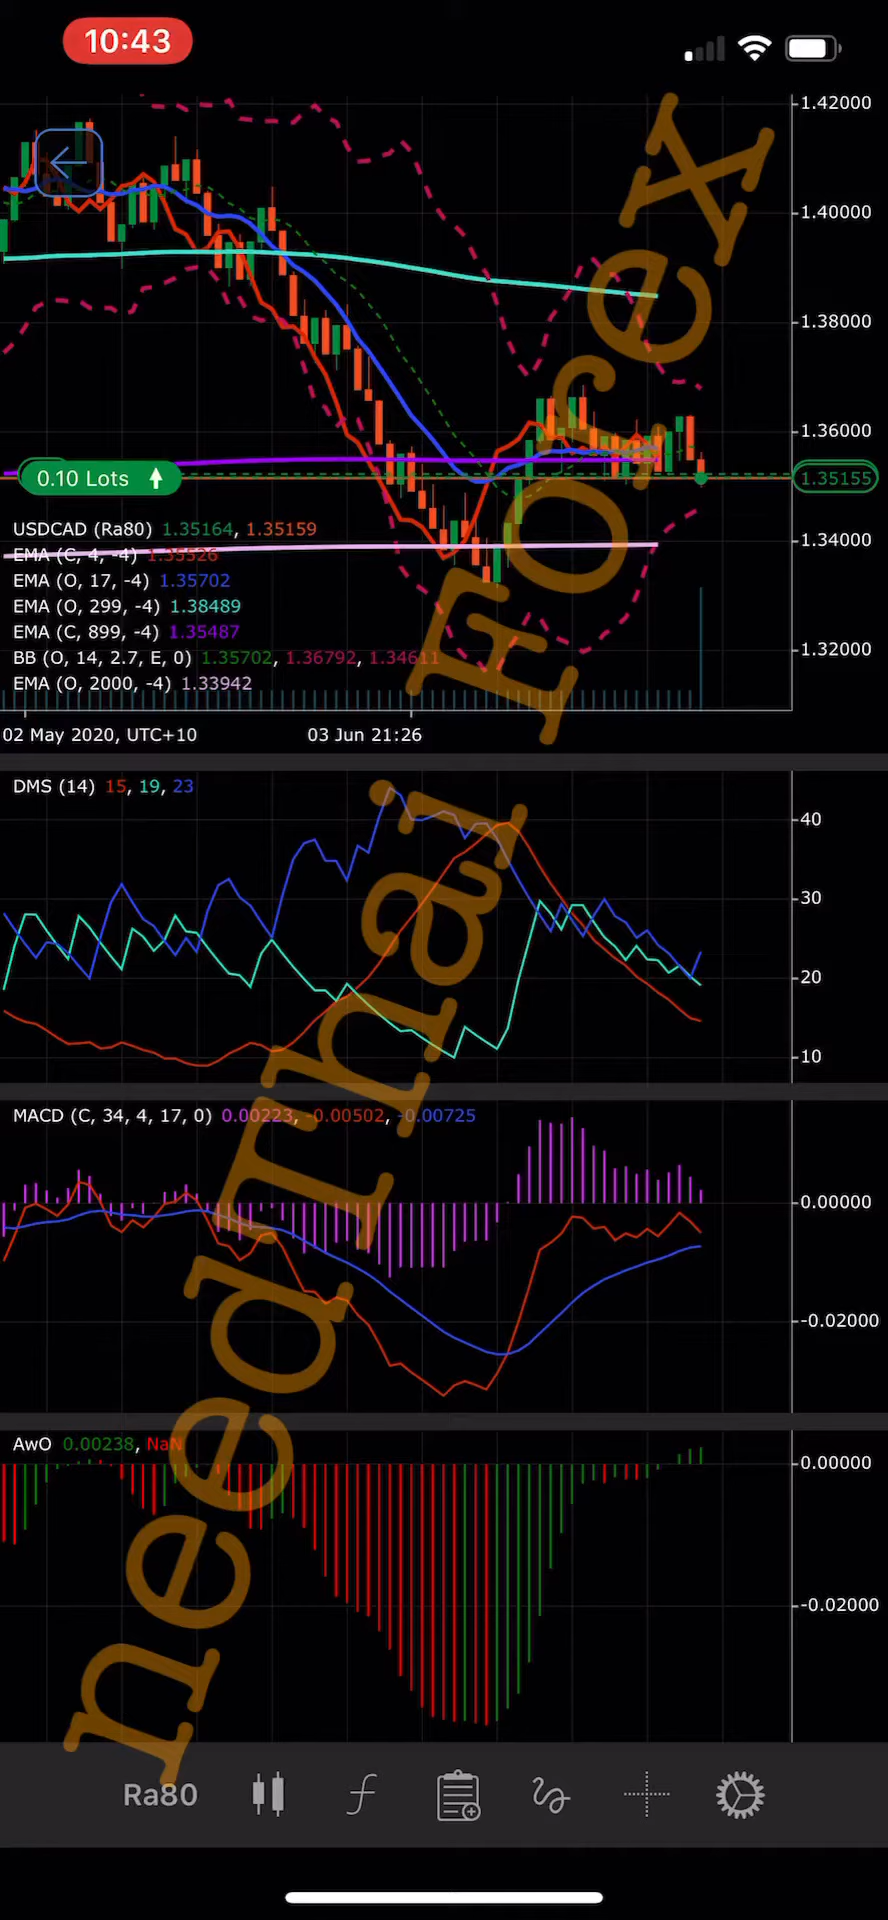 10:43
1.42000
1.40000
1.38000
1.36000
0.10 Lots
1.35155
USDCAD (Ra80) 1.35164, 1.35159
EMA (C, 4, -4) 1.35526
1.34000
EMA (O, 17, -4) 1.35702
EMA (O, 299, -4) 1.38489
EMA (C, 899, -4) 1.35487
BB (O, 14, 2.7, E, 0) 1.35702, 1.36792, 1.34611
1.32000
EMA (O, 2000, -4) 1.33942
02 May 2020, UTC+10 03 Jun 21:26
DMS (14) 15, 19, 23
40
30
20
10
MACD (C, 34, 4, 17, 0) 0.00223, -0.00502, -0.00725
0.00000
-0.02000
AwO 0.00238, NaN
0.00000
-0.02000
need Thai Forex
Ra80